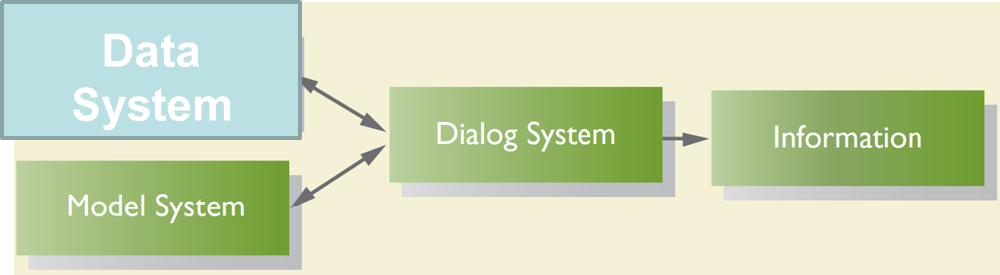 Data
System
Dialog System
Information
Model System